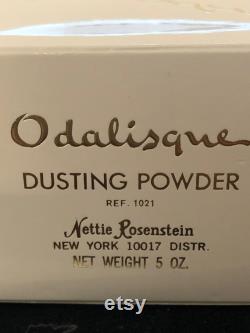 Odalisque
DUSTING POWDER
REF. 1021
Nettie Rosenstein
NEW YORK 10017 DISTR.
NET WEIGHT 5 OZ.
Etsy